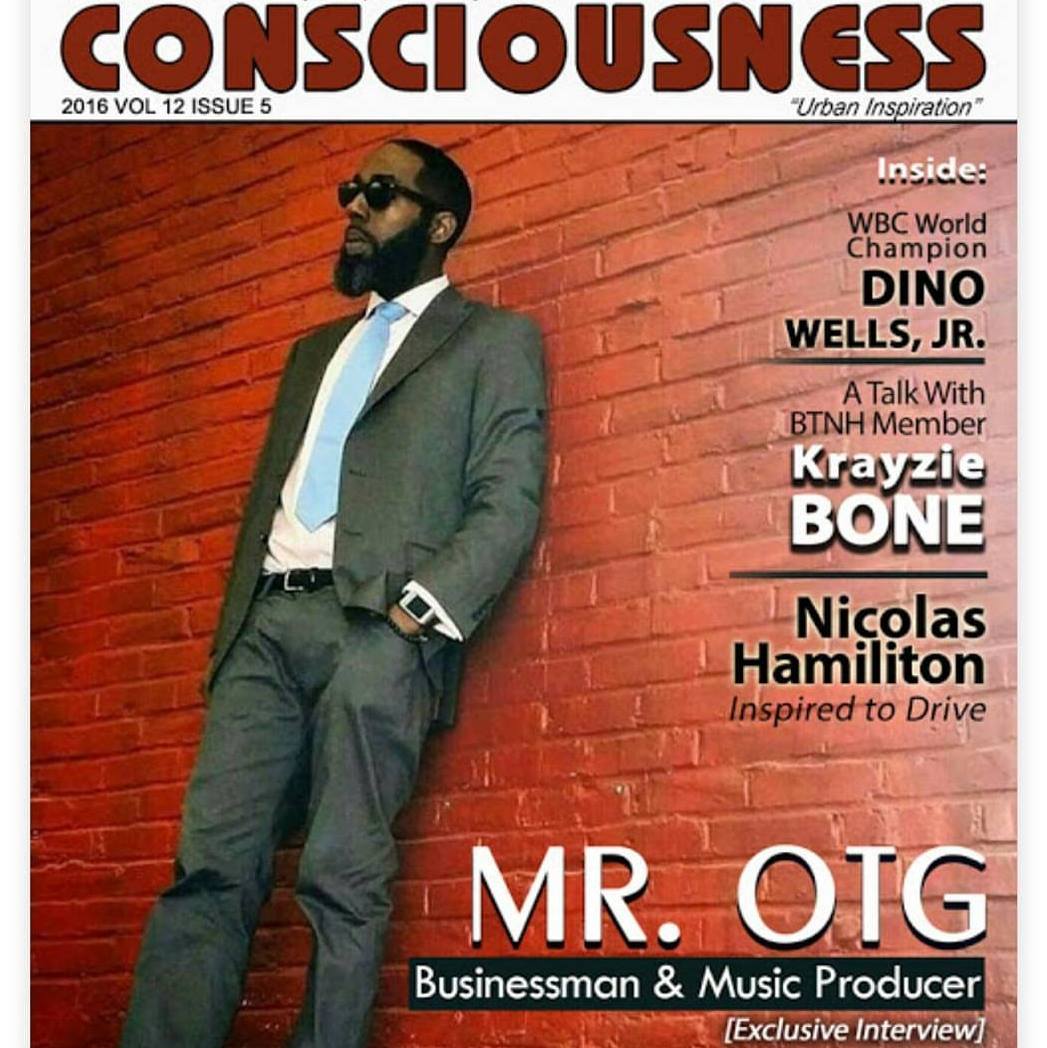 CONSCIOUSNESS
2016 VOL 12 ISSUE 5
"Urban Inspiration"
Inside:
WBC World
Champion
DINO
WELLS, JR.
A Talk With
BTNH Member
Krayzie
BONE
Nicolas
Hamiliton
Inspired to Drive
MR. OTG
Businessman & Music Producer
[Exclusive Interview]